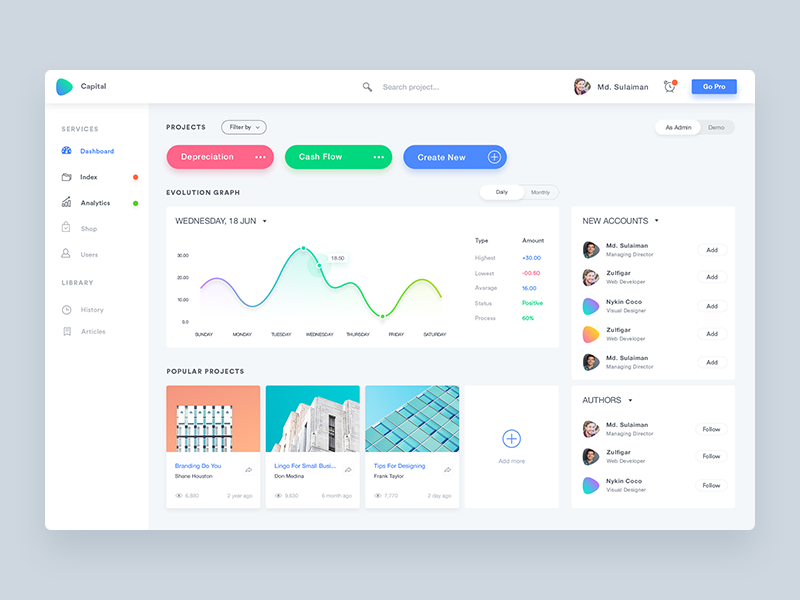 Capital
Search project...
Md. Sulaiman
Go Pro
SERVICES
Dashboard
Index
Analytics
Shop
Users
LIBRARY
History
Articles
PROJECTS
Filter by
As Admin
Demo
Depreciation
Cash Flow
Create New
EVOLUTION GRAPH
Daily
Monthly
WEDNESDAY, 18 JUN
30.00
20.00
10.00
5.0
18.50
SUNDAY
MONDAY
TUESDAY
WEDNESDAY
THURSDAY
FRIDAY
SATURDAY
Type Amount
Highest +30.00
Lowest -00.50
Avarage 16.00
Status Positive
Process 60%
NEW ACCOUNTS
Md. Sulaiman
Managing Director
Add
Zulfigar
Web Developer
Add
Nykin Coco
Visual Designer
Add
Zulfigar
Web Developer
Add
Md. Sulaiman
Managing Director
Add
POPULAR PROJECTS
Branding Do You
Shane Houston
5,880
2 year ago
Lingo For Small Busi...
Don Medina
9,630
6 month ago
Tips For Designing
Frank Taylor
7,770
2 day ago
Add more
AUTHORS
Md. Sulaiman
Managing Director
Follow
Zulfigar
Web Developer
Follow
Nykin Coco
Visual Designer
Follow